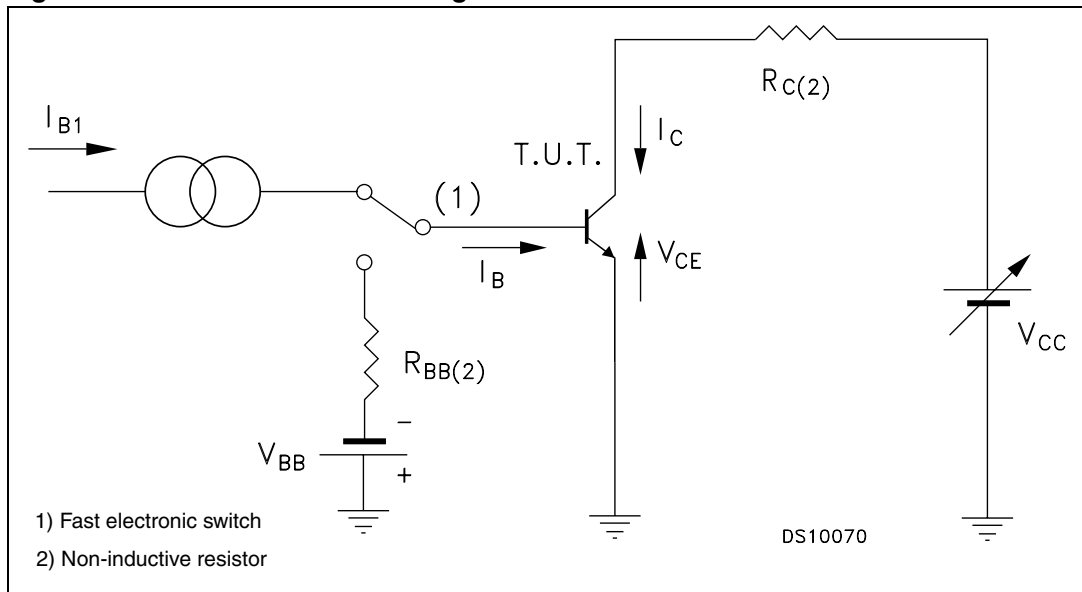 R_C(2)
I_B1
I_C
T.U.T.
(1)
V_CE
I_B
V_CC
R_BB(2)
−
V_BB
+
1) Fast electronic switch
DS10070
2) Non-inductive resistor